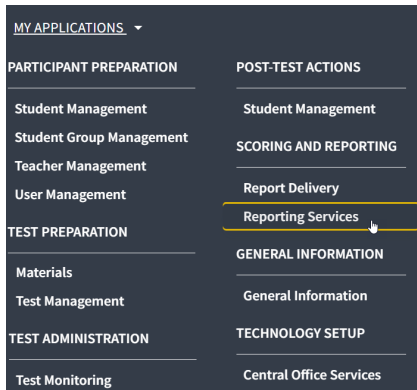 MY APPLICATIONS
PARTICIPANT PREPARATION
Student Management
Student Group Management
Teacher Management
User Management
TEST PREPARATION
Materials
Test Management
TEST ADMINISTRATION
Test Monitoring
POST-TEST ACTIONS
Student Management
SCORING AND REPORTING
Report Delivery
Reporting Services
GENERAL INFORMATION
General Information
TECHNOLOGY SETUP
Central Office Services